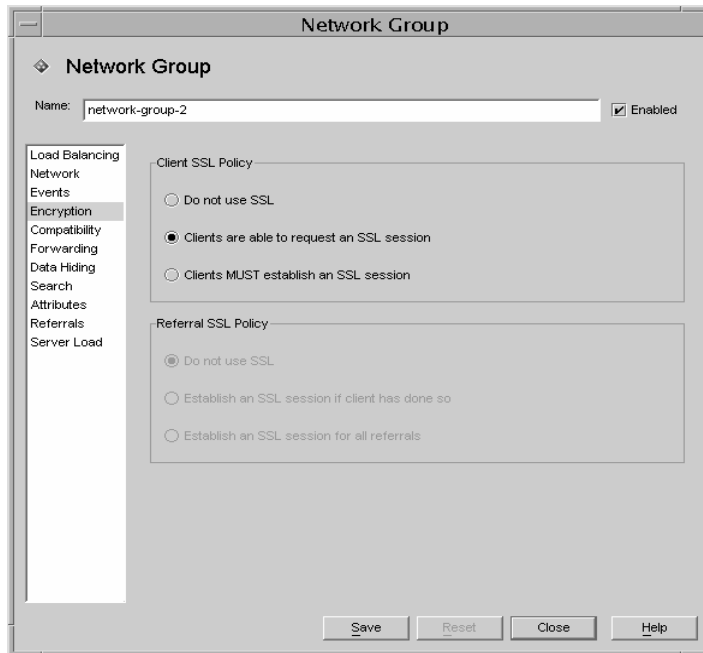 Network Group
Network Group
Name: network-group-2 Enabled
Load Balancing
Network
Events
Encryption
Compatibility
Forwarding
Data Hiding
Search
Attributes
Referrals
Server Load
Client SSL Policy
Do not use SSL
Clients are able to request an SSL session
Clients MUST establish an SSL session
Referral SSL Policy
Do not use SSL
Establish an SSL session if client has done so
Establish an SSL session for all referrals
Save Reset Close Help